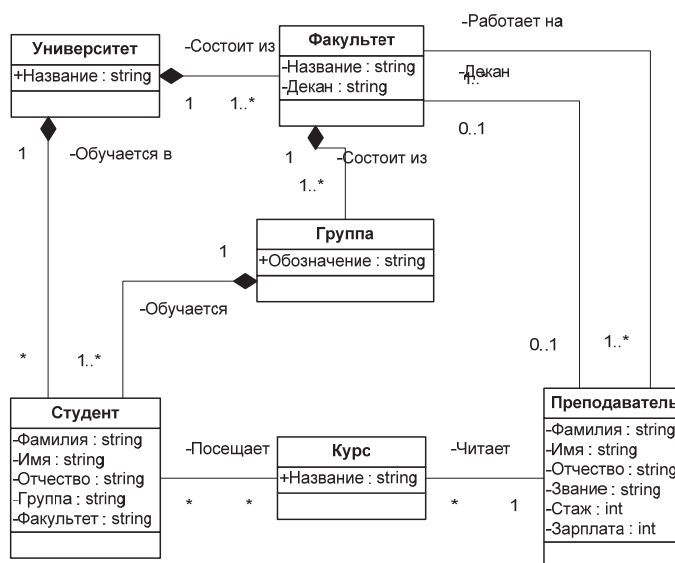 Университет
+Название : string
-Состоит из
1
1..*
Факультет
-Название : string
-Декан : string
-Работает на
-Декан
1..*
0..1
1
-Обучается в
1
-Состоит из
1..*
Группа
+Обозначение : string
1
-Обучается
*
1..*
0..1
1..*
Студент
-Фамилия : string
-Имя : string
-Отчество : string
-Группа : string
-Факультет : string
-Посещает
*
*
Курс
+Название : string
-Читает
*
1
Преподаватель
-Фамилия : string
-Имя : string
-Отчество : string
-Звание : string
-Стаж : int
-Зарплата : int